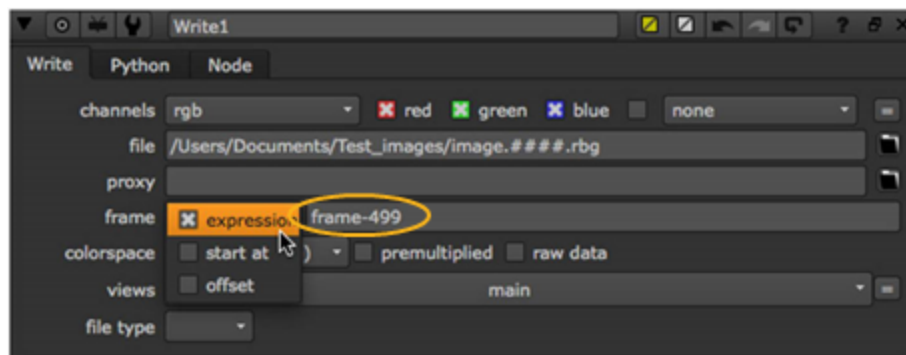 Write1 ?
Write Python Node
channels rgb red green blue none =
file /Users/Documents/Test_images/image.####.rbg
proxy
frame expression frame-499
colorspace start at ) premultiplied raw data
views offset main =
file type